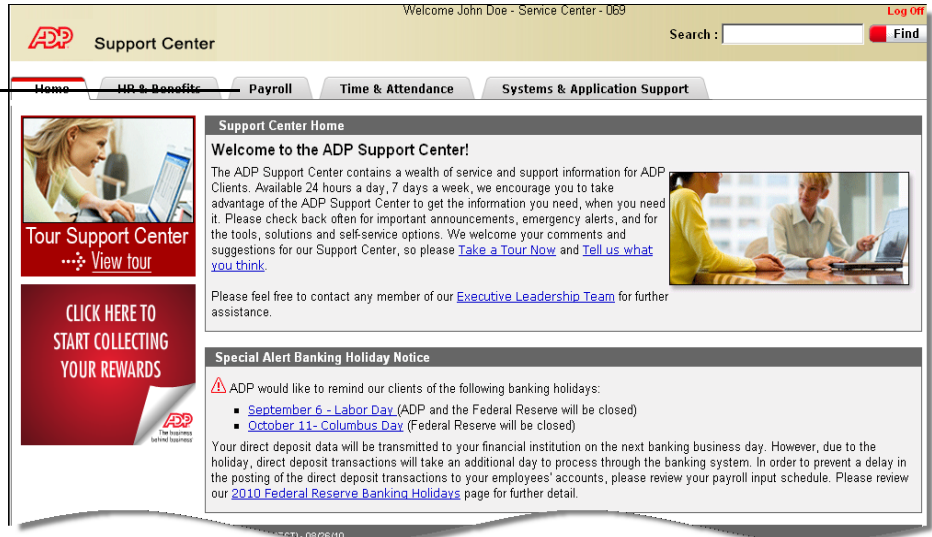 Welcome John Doe - Service Center - 069
Log Off
ADP
Support Center
Search :
Find
Home
HR & Benefits
Payroll
Time & Attendance
Systems & Application Support
Tour Support Center
View tour
CLICK HERE TO
START COLLECTING
YOUR REWARDS
ADP
The business
behind business
Support Center Home
Welcome to the ADP Support Center!
The ADP Support Center contains a wealth of service and support information for ADP
Clients. Available 24 hours a day, 7 days a week, we encourage you to take
advantage of the ADP Support Center to get the information you need, when you need
it. Please check back often for important announcements, emergency alerts, and for
the tools, solutions and self-service options. We welcome your comments and
suggestions for our Support Center, so please Take a Tour Now and Tell us what
you think.
Please feel free to contact any member of our Executive Leadership Team for further
assistance.
Special Alert Banking Holiday Notice
ADP would like to remind our clients of the following banking holidays:
September 6 - Labor Day (ADP and the Federal Reserve will be closed)
October 11- Columbus Day (Federal Reserve will be closed)
Your direct deposit data will be transmitted to your financial institution on the next banking business day. However, due to the
holiday, direct deposit transactions will take an additional day to process through the banking system. In order to prevent a delay in
the posting of the direct deposit transactions to your employees' accounts, please review your payroll input schedule. Please review
our 2010 Federal Reserve Banking Holidays page for further detail.
08/26/10